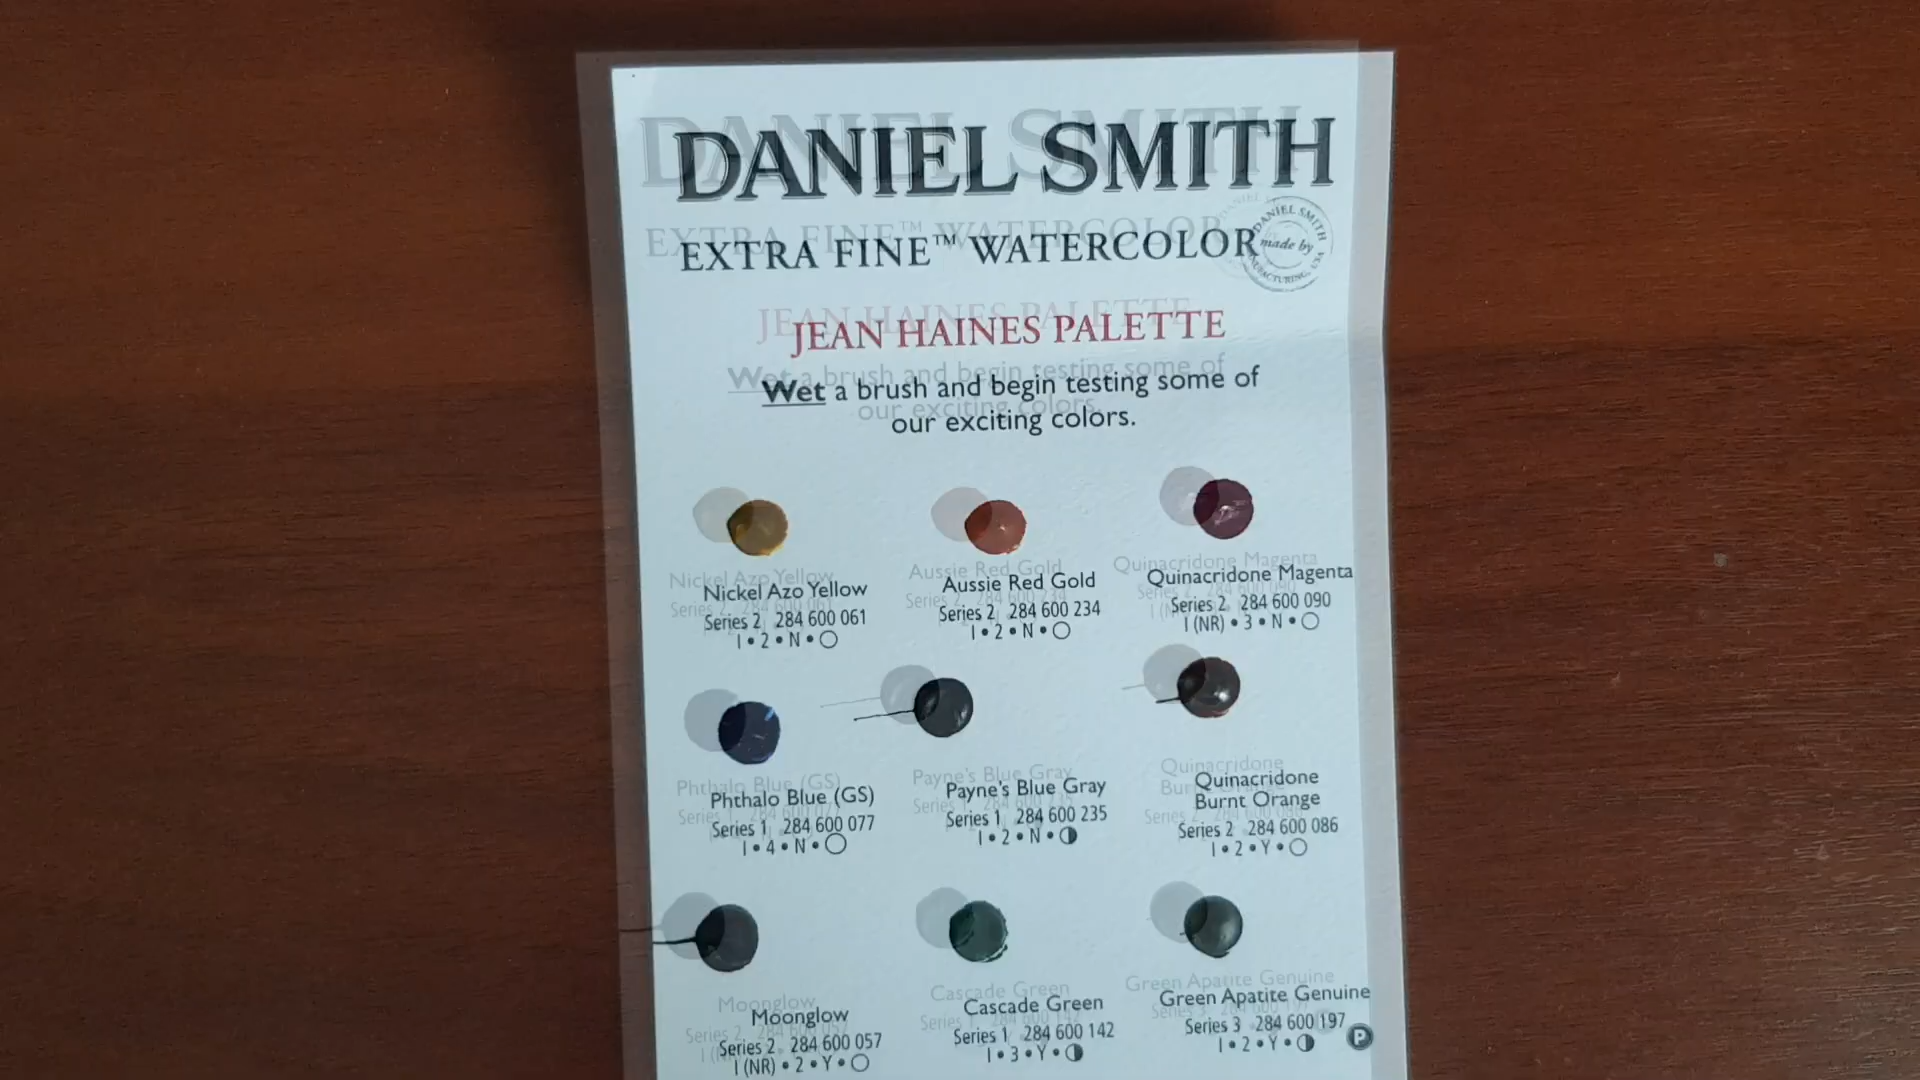 DANIEL SMITH
EXTRA FINE™ WATERCOLOR
DANIEL SMITH
made by
MANUFACTURING, USA
JEAN HAINES PALETTE
Wet a brush and begin testing some of
our exciting colors.
Nickel Azo Yellow
Series 2 284 600 061
I • 2 • N • ○
Aussie Red Gold
Series 2 284 600 234
I • 2 • N • ○
Quinacridone Magenta
Series 2 284 600 090
I (NR) • 3 • N • ○
Phthalo Blue (GS)
Series 1 284 600 077
I • 4 • N • ○
Payne's Blue Gray
Series 1 284 600 235
I • 2 • N • ◑
Quinacridone
Burnt Orange
Series 2 284 600 086
I • 2 • Y • ○
Moonglow
Series 2 284 600 057
I (NR) • 2 • Y • ○
Cascade Green
Series 1 284 600 142
I • 3 • Y • ◑
Green Apatite Genuine
Series 3 284 600 197
I • 2 • Y • ◑
P